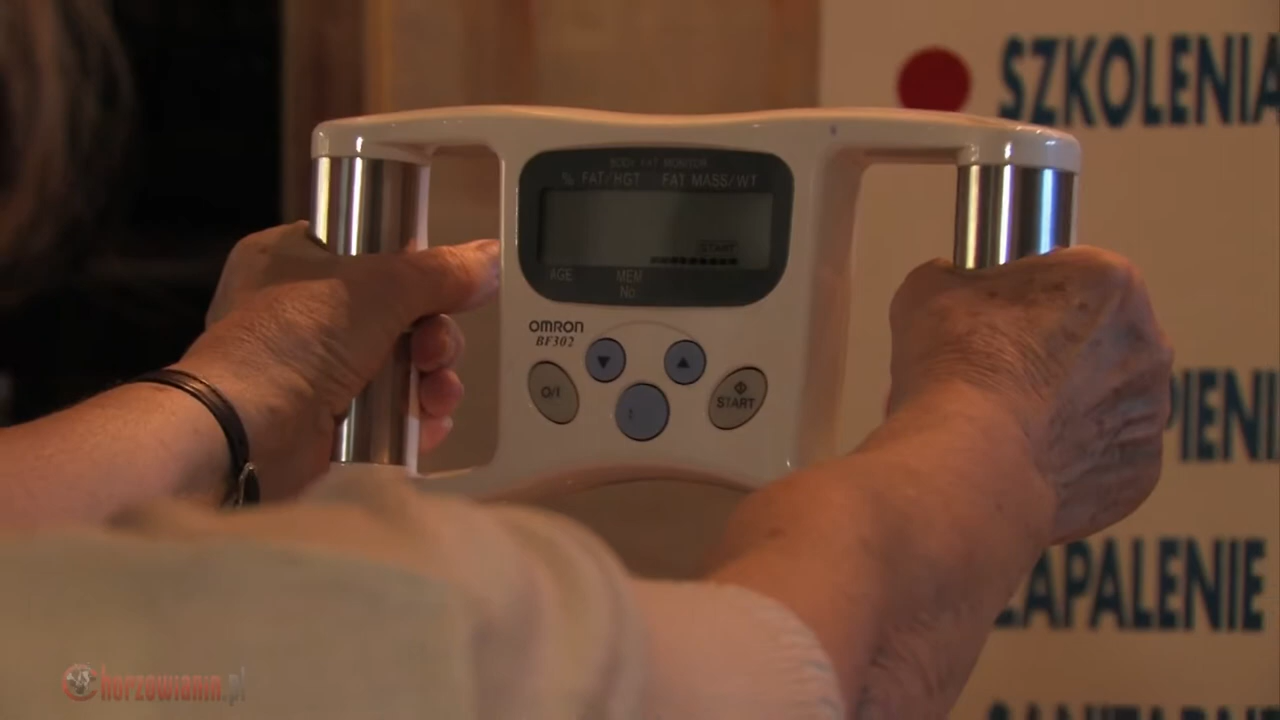 SZKOLENIA
BODY FAT MONITOR
% FAT/HGT FAT MASS/WT
START
AGE MEM
No.
OMRON
BF302
O/I
START
PIENI
ZAPALENIE
Chorzowianin.pl